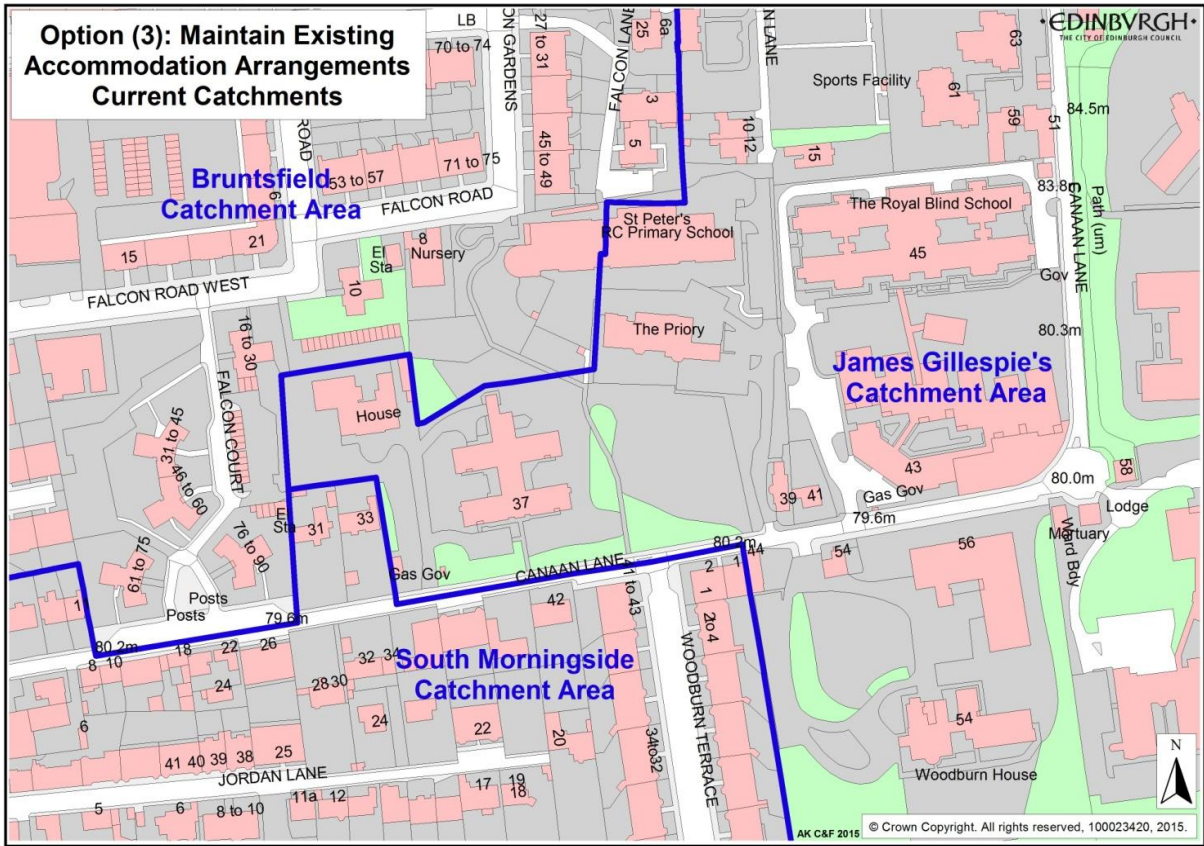 Option (3): Maintain Existing
Accommodation Arrangements
Current Catchments
EDINBVRGH
THE CITY OF EDINBURGH COUNCIL
LB
70 to 74
27 to 31
25
6a
FALCON LANE
63
Sports Facility
61
59
51
84.5m
3
5
10 12
15
ROAD
53 to 57
71 to 75
45 to 49
Bruntsfield
Catchment Area
FALCON ROAD
83.8m
CANAAN LANE
Path (um)
The Royal Blind School
45
St Peter's
RC Primary School
15
21
El
Sta
8
Nursery
10
Gov
FALCON ROAD WEST
80.3m
The Priory
16 to 30
FALCON COURT
James Gillespie's
Catchment Area
House
31 to 45
46 to 60
37
43
58
39
41
Gas Gov
80.0m
Lodge
79.6m
Mortuary
Ward Bdy
El
Sta
31
33
76 to 90
61 to 75
80.2m
44
54
56
Gas Gov
CANAAN LANE
Posts
Posts
11
79.6m
42
2
1
1
2 to 4
80.2m
8
10
18
22
26
32
34
South Morningside
Catchment Area
WOODBURN TERRACE
24
28
30
24
22
20
34 to 32
54
6
41
40
39
38
25
JORDAN LANE
17
19
18
Woodburn House
5
6
8 to 10
11a
12
N
AK C&F 2015
© Crown Copyright. All rights reserved, 100023420, 2015.